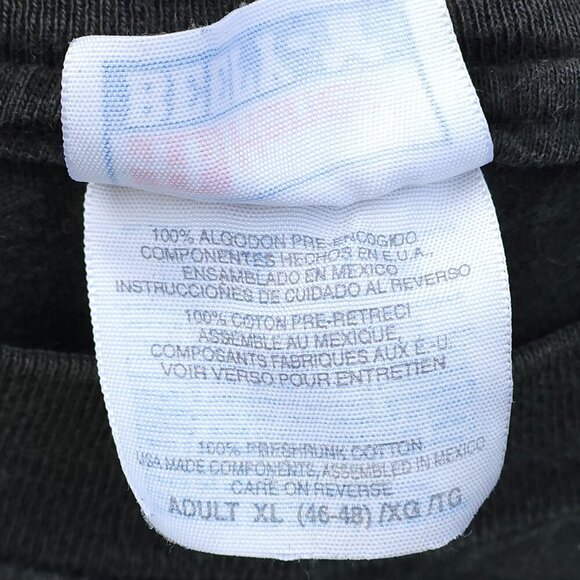 100% ALGODON PRE-ENCOGIDO
COMPONENTES HECHOS EN E.U.A.,
ENSAMBLADO EN MEXICO
INSTRUCCIONES DE CUIDADO AL REVERSO
100% COTON PRE-RETRECI
ASSEMBLE AU MEXIQUE,
COMPOSANTS FABRIQUES AUX É-U.
VOIR VERSO POUR ENTRETIEN
100% PRESHRUNK COTTON
USA MADE COMPONENTS, ASSEMBLED IN MEXICO
CARE ON REVERSE
ADULT XL (46-48) /XG /TG